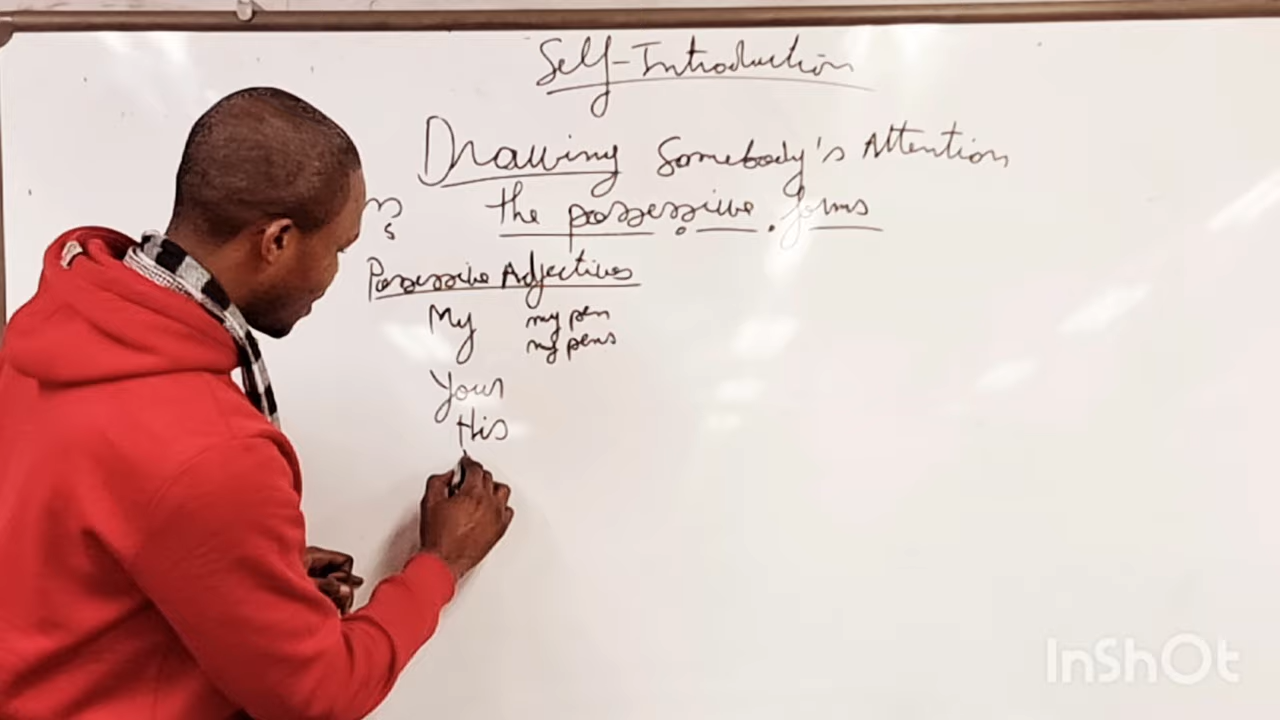 Self-Introduction
Drawing Somebody's Attention
the possessive forms
Possessive Adjectives
My my pen
my pens
Your
His
InShOt